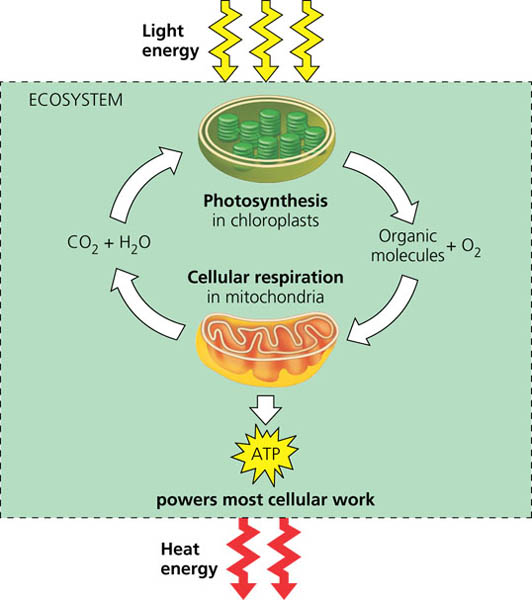 Light
energy
ECOSYSTEM
Photosynthesis
in chloroplasts
CO₂ + H₂O
Organic
molecules + O₂
Cellular respiration
in mitochondria
ATP
powers most cellular work
Heat
energy